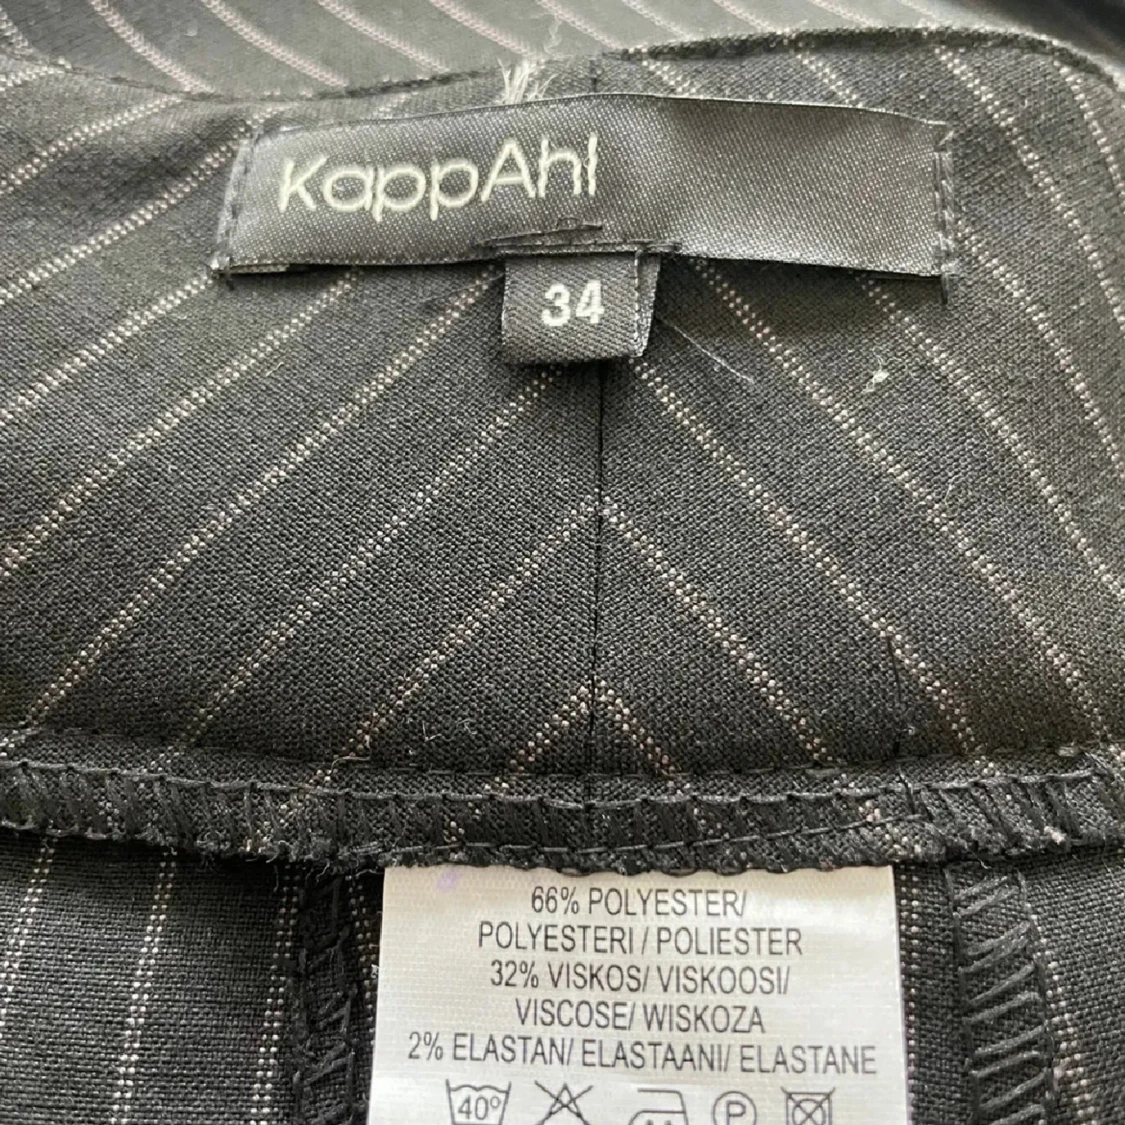 KappAhl
34
66% POLYESTER/
POLYESTERI / POLIESTER
32% VISKOS/ VISKOOSI/
VISCOSE/ WISKOZA
2% ELASTAN/ ELASTAANI/ ELASTANE
40° P